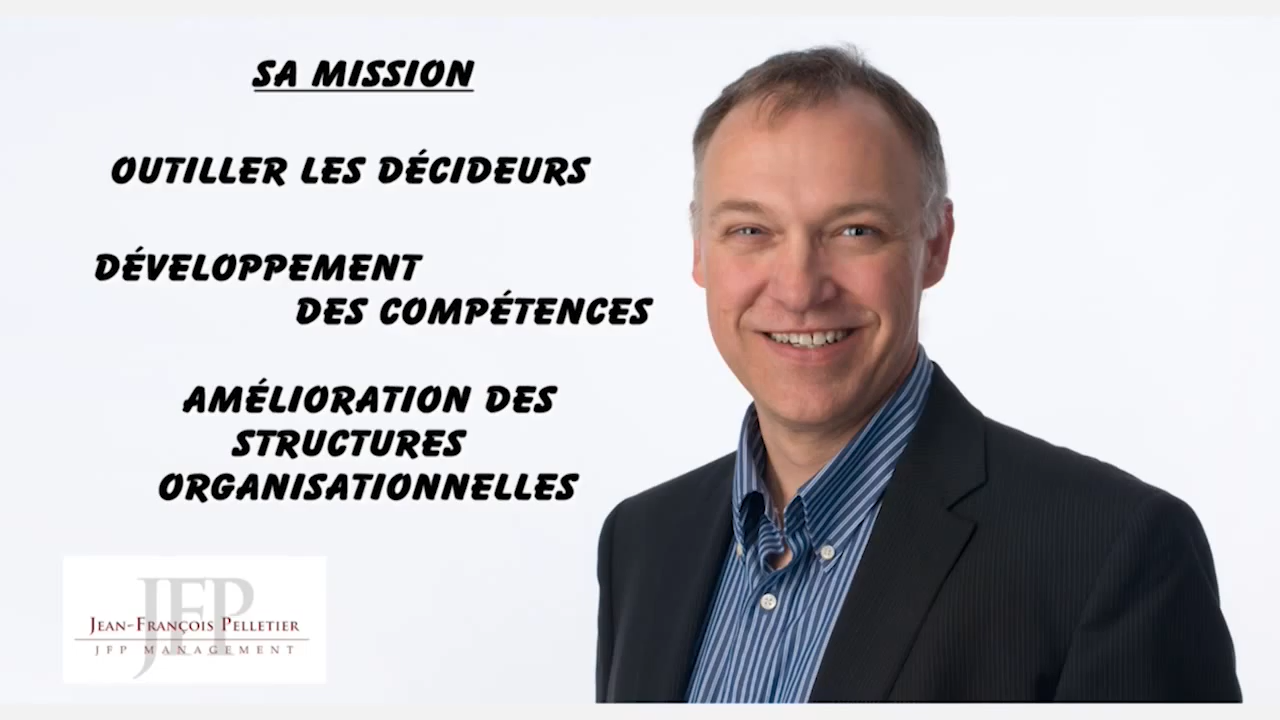 SA MISSION
OUTILLER LES DÉCIDEURS
DÉVELOPPEMENT
DES COMPÉTENCES
AMÉLIORATION DES
STRUCTURES
ORGANISATIONNELLES
JFP
JEAN-FRANÇOIS PELLETIER
JFP MANAGEMENT